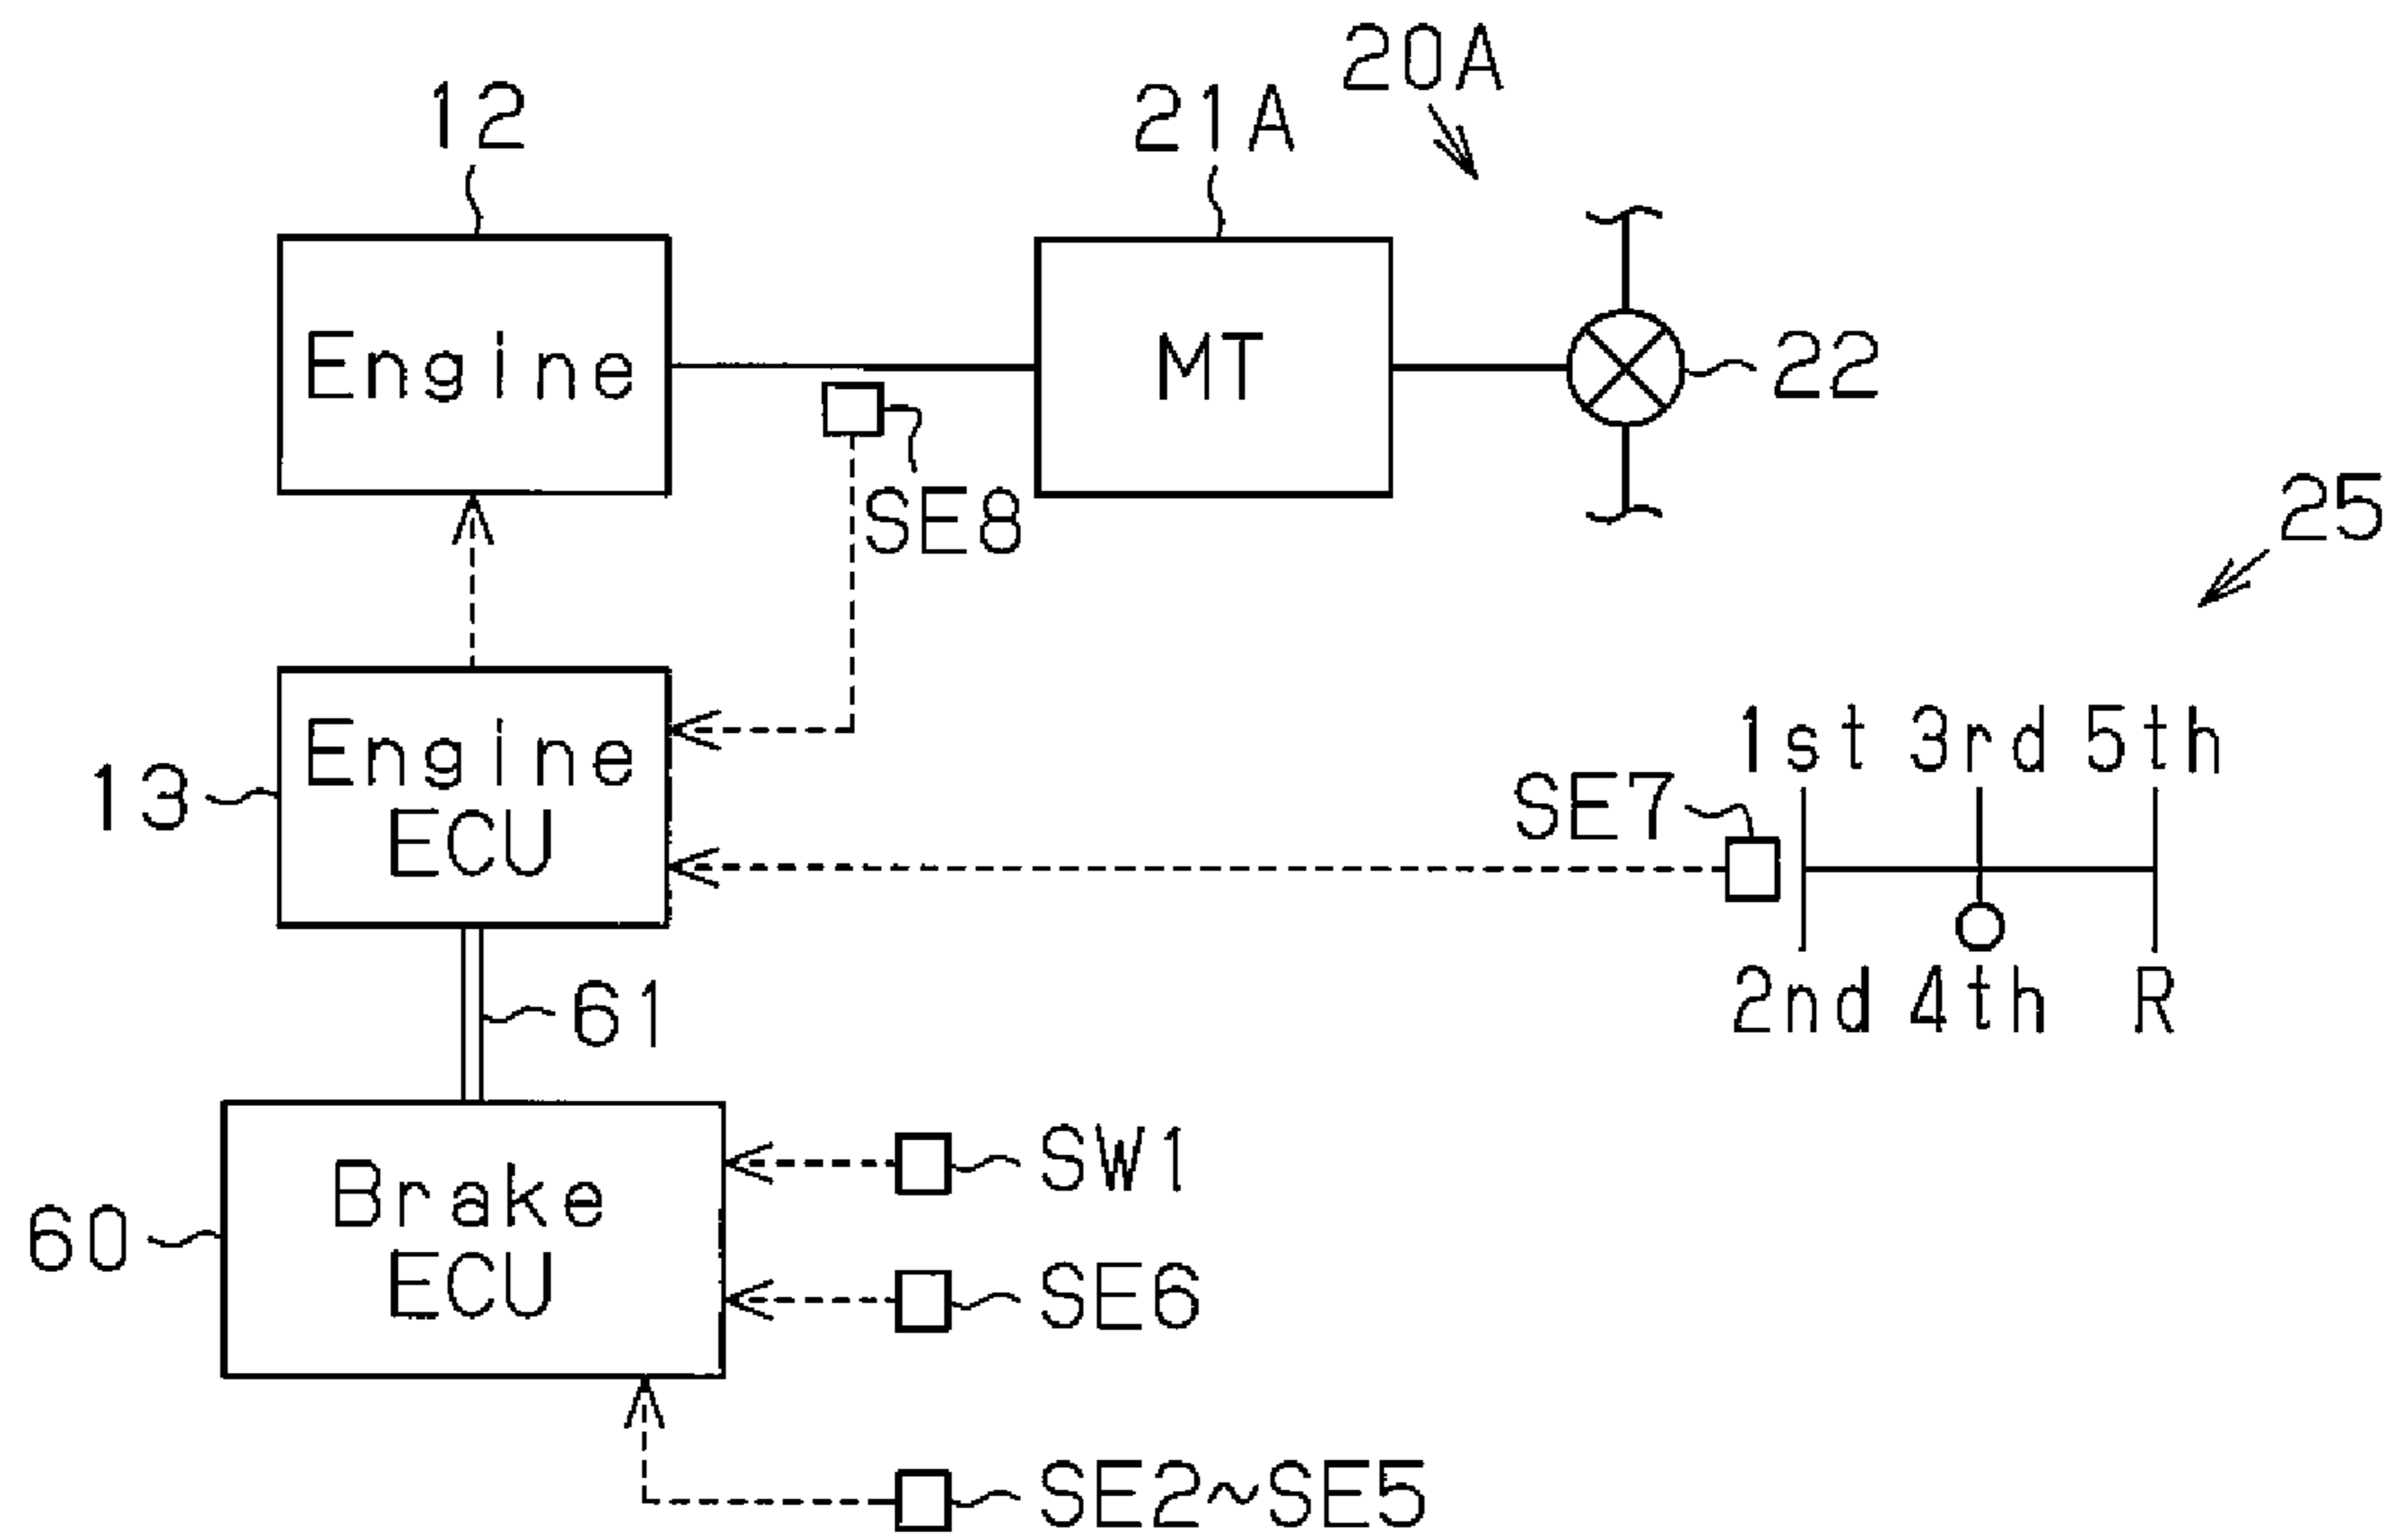 20A
12
21A
Engine
MT
22
SE8
25
Engine
ECU
13
1st 3rd 5th
SE7
2nd 4th R
61
Brake
ECU
60
SW1
SE6
SE2~SE5